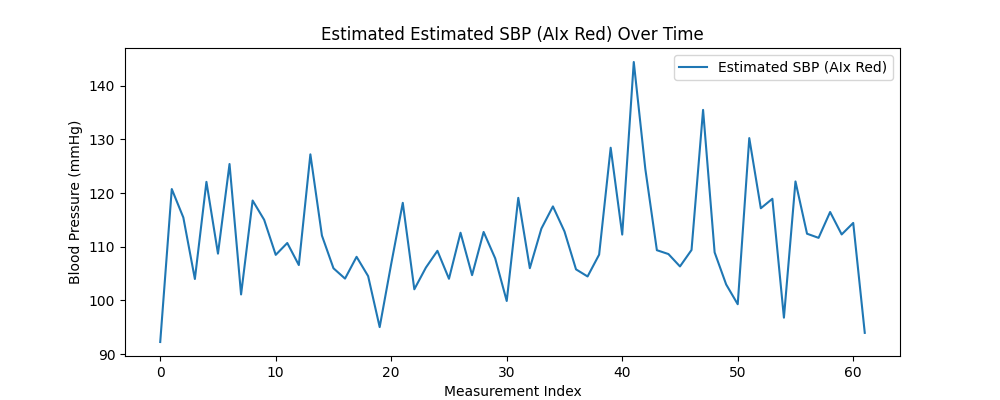 Estimated Estimated SBP (AIx Red) Over Time
Estimated SBP (AIx Red)
Blood Pressure (mmHg)
140
130
120
110
100
90
0 10 20 30 40 50 60
Measurement Index